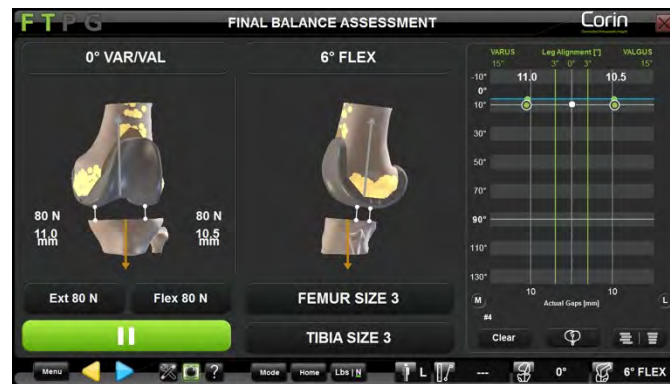 FTPG
FINAL BALANCE ASSESSMENT
Corin
0° VAR/VAL
6° FLEX
80 N
11.0
mm
80 N
10.5
mm
Ext 80 N
Flex 80 N
FEMUR SIZE 3
TIBIA SIZE 3
VARUS Leg Alignment [°] VALGUS
15° 3° 0° 3° 15°
-10° 11.0 10.5
0°
10°
30°
50°
70°
90°
110°
130°
10 10
M Actual Gaps [mm] L
#4
Clear
Menu ? Mode Home Lbs | N L --- 0° 6° FLEX